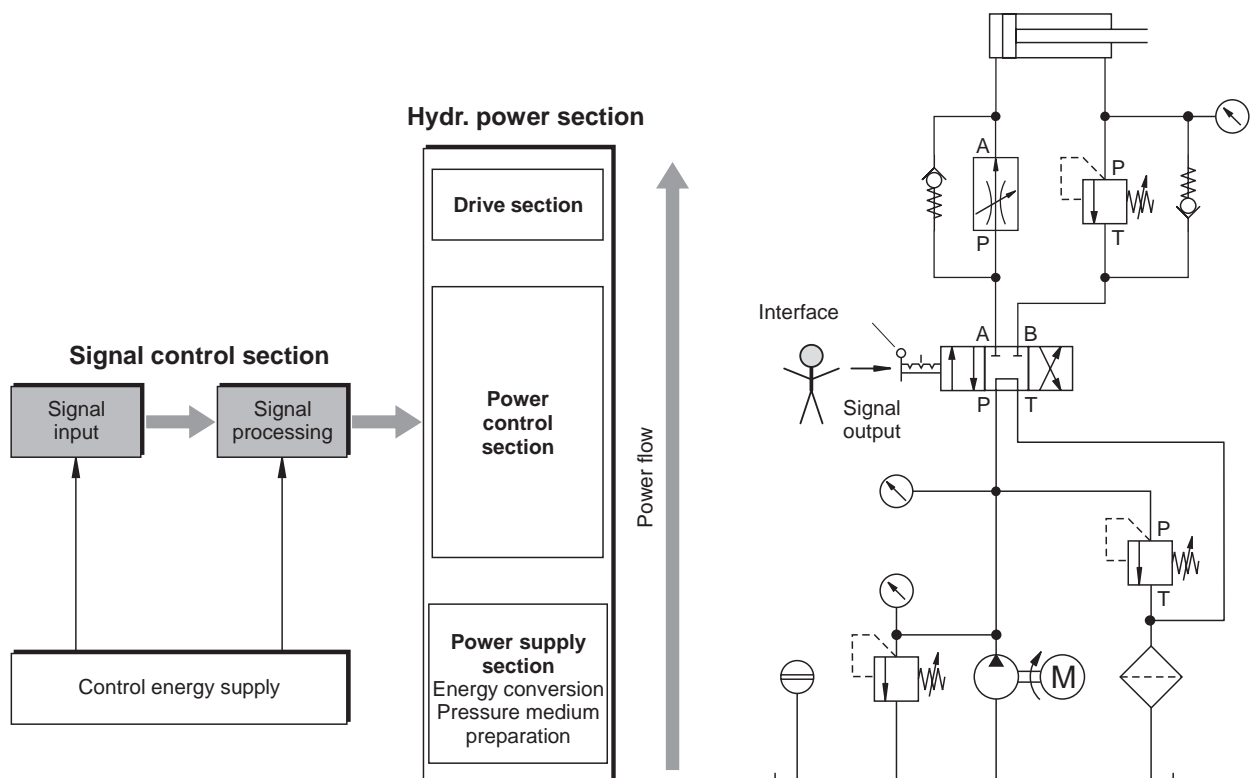 Hydr. power section
Drive section
Signal control section
Signal
input
Signal
processing
Power
control
section
Power flow
Power supply
section
Energy conversion
Pressure medium
preparation
Control energy supply
A
P
P
T
Interface
A B
P T
Signal
output
P
T
M